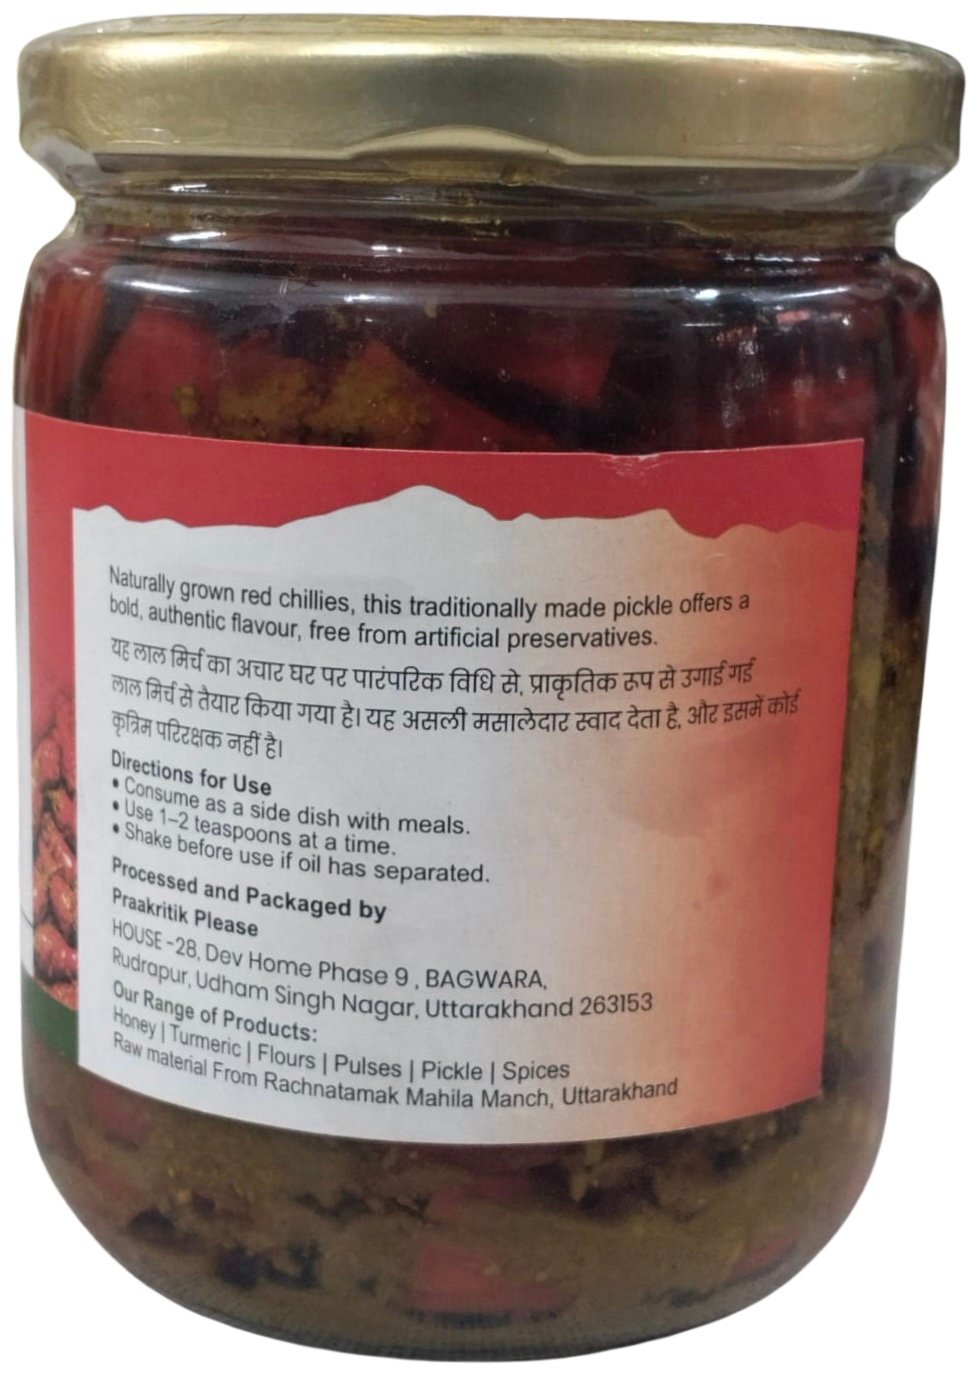 Naturally grown red chillies, this traditionally made pickle offers a
bold, authentic flavour, free from artificial preservatives.
यह लाल मिर्च का अचार घर पर पारंपरिक विधि से, प्राकृतिक रूप से उगाई गई
लाल मिर्च से तैयार किया गया है। यह असली मसालेदार स्वाद देता है, और इसमें कोई
कृत्रिम परिरक्षक नहीं है।
Directions for Use
• Consume as a side dish with meals.
• Use 1–2 teaspoons at a time.
• Shake before use if oil has separated.
Processed and Packaged by
Praakritik Please
HOUSE -28, Dev Home Phase 9 , BAGWARA,
Rudrapur, Udham Singh Nagar, Uttarakhand 263153
Our Range of Products:
Honey | Turmeric | Flours | Pulses | Pickle | Spices
Raw material From Rachnatamak Mahila Manch, Uttarakhand